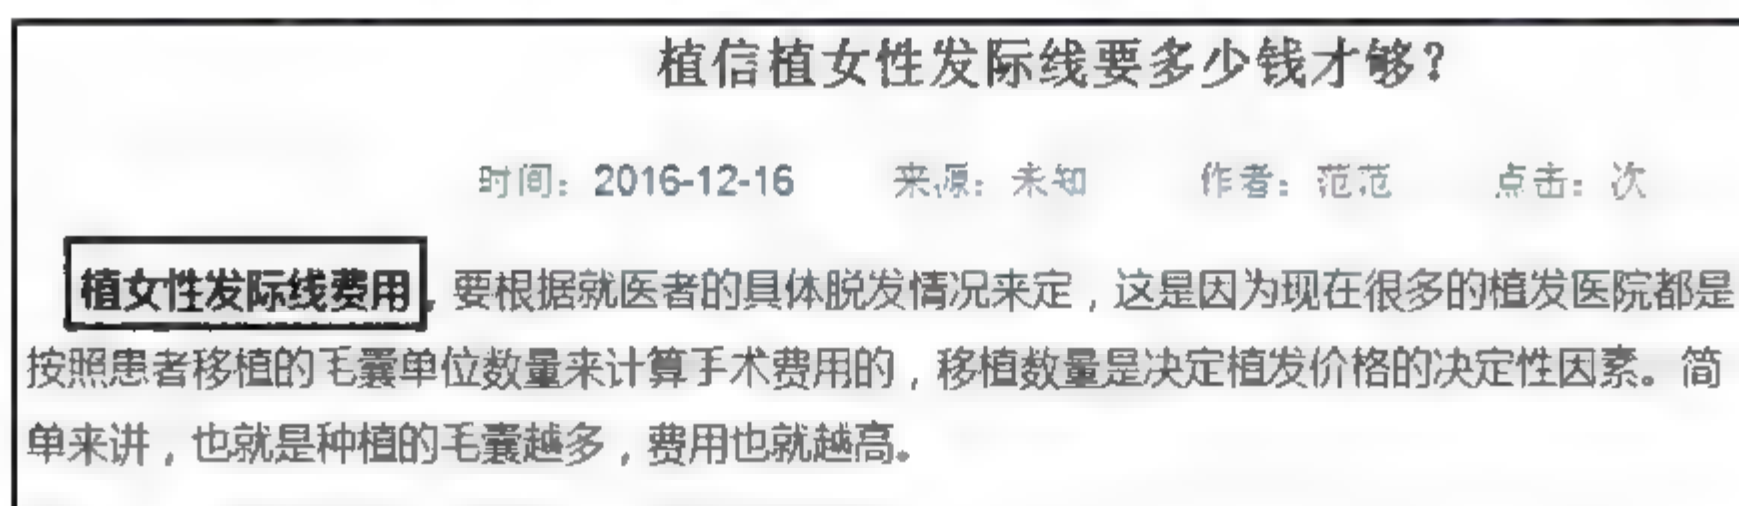 植信植女性发际线要多少钱才够?
时间: 2016-12-16 来源: 未知 作者: 范范 点击: 次
植女性发际线费用,要根据就医者的具体脱发情况来定,这是因为现在很多的植发医院都是
按照患者移植的毛囊单位数量来计算手术费用的,移植数量是决定植发价格的决定性因素。简
单来讲,也就是种植的毛囊越多,费用也就越高。